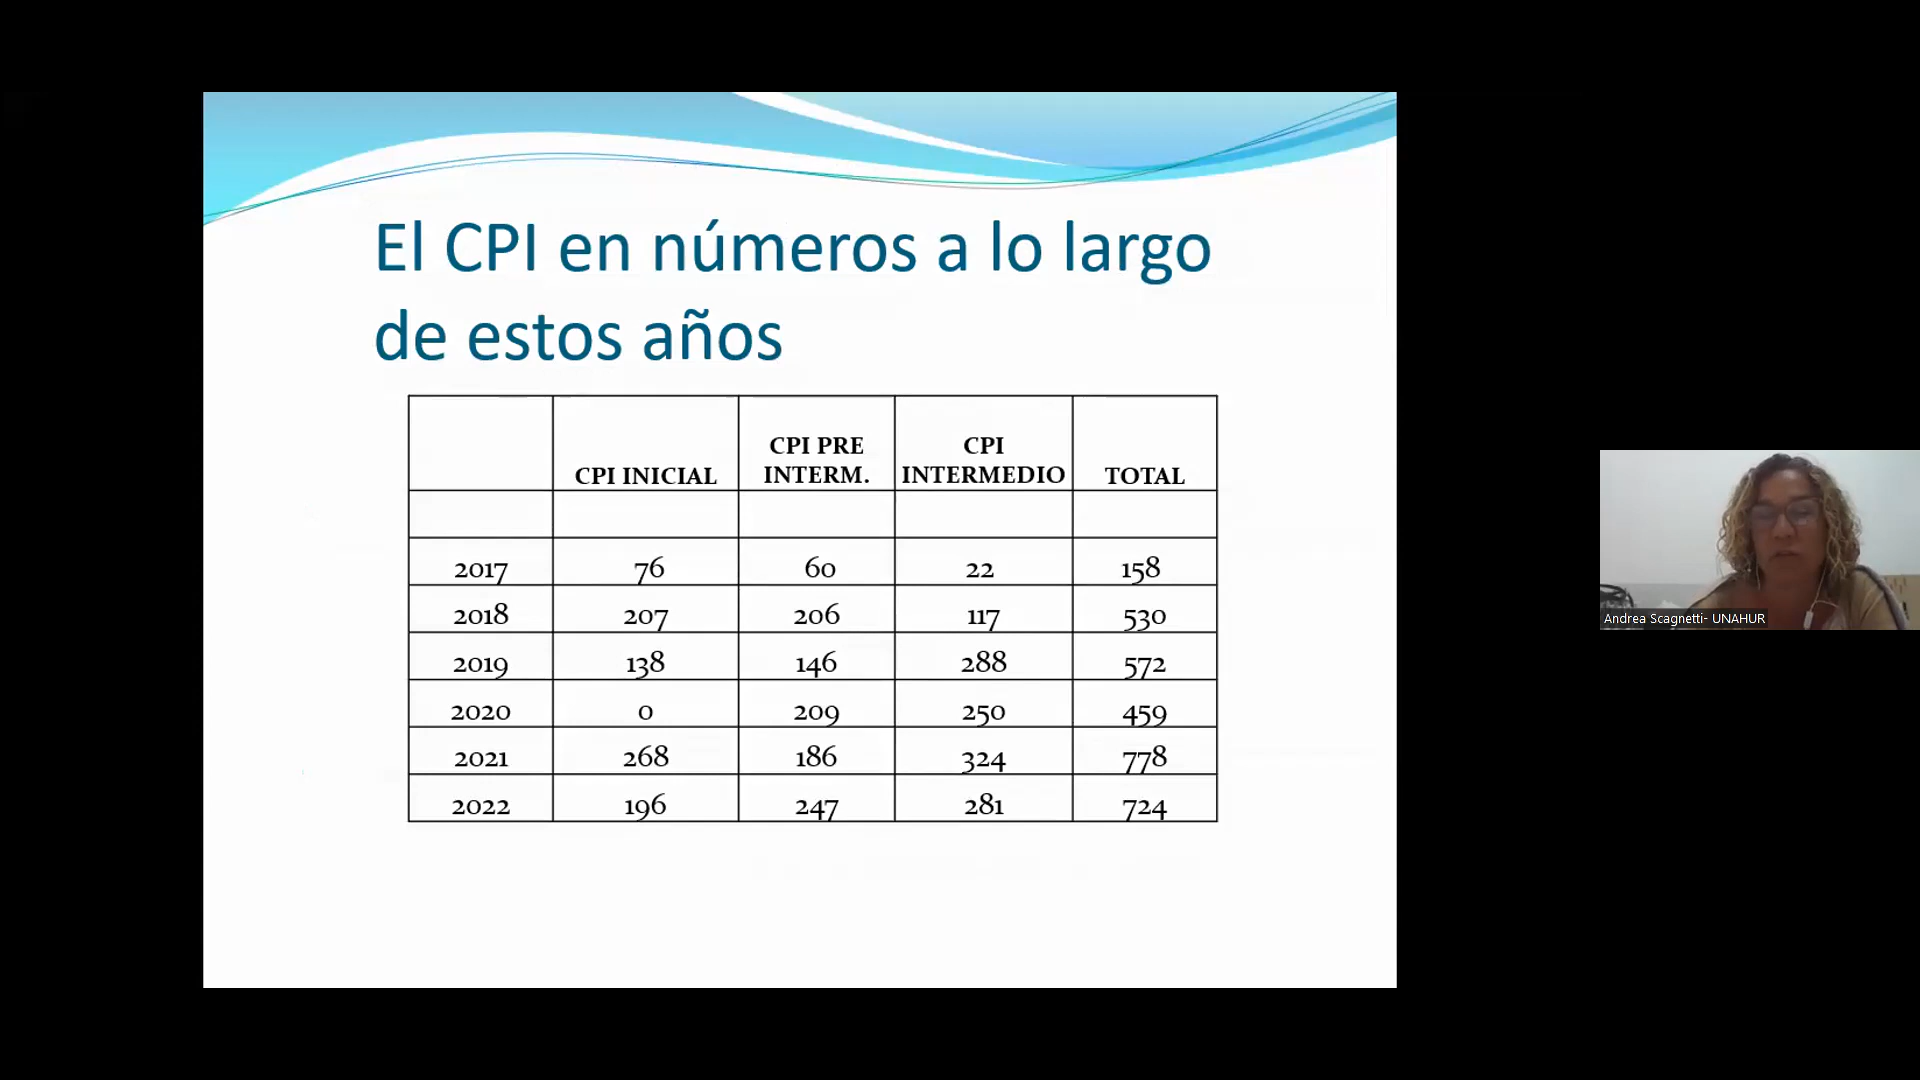 El CPI en números a lo largo
de estos años
CPI INICIAL CPI PRE INTERM. CPI INTERMEDIO TOTAL
2017 76 60 22 158
2018 207 206 117 530
2019 138 146 288 572
2020 0 209 250 459
2021 268 186 324 778
2022 196 247 281 724
Andrea Scagnetti- UNAHUR